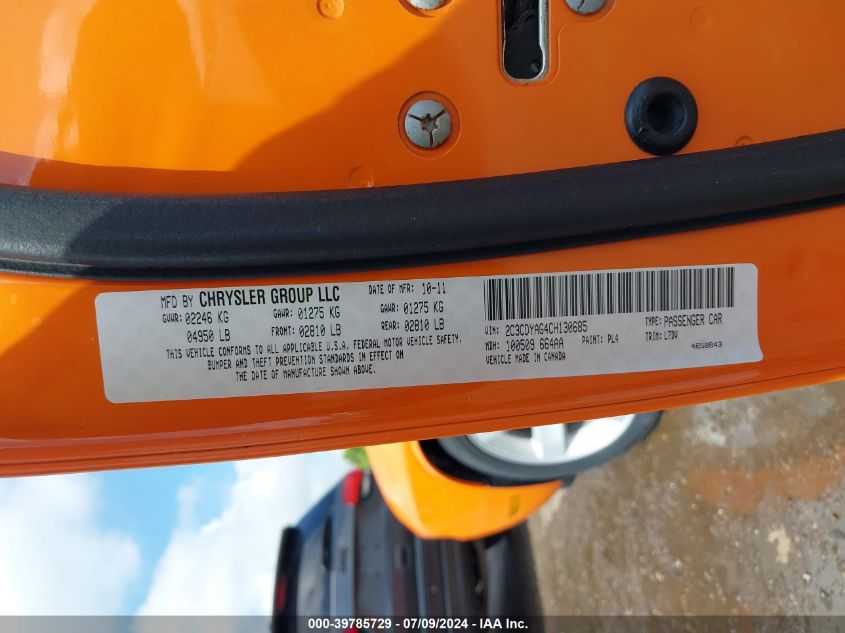 MFD BY CHRYSLER GROUP LLC DATE OF MFR: 10-11
GVWR: 02246 KG GAWR: 01275 KG GAWR: 01275 KG
04950 LB FRONT: 02810 LB REAR: 02810 LB
THIS VEHICLE CONFORMS TO ALL APPLICABLE U.S.A. FEDERAL MOTOR VEHICLE SAFETY,
BUMPER AND THEFT PREVENTION STANDARDS IN EFFECT ON
THE DATE OF MANUFACTURE SHOWN ABOVE.
VIN: 2C3CDYAG4CH130685 TYPE: PASSENGER CAR
MDH: 100509 664AA PAINT: PL4 TRIM: L7DV
VEHICLE MADE IN CANADA 4658643
000-39785729 - 07/09/2024 - IAA Inc.